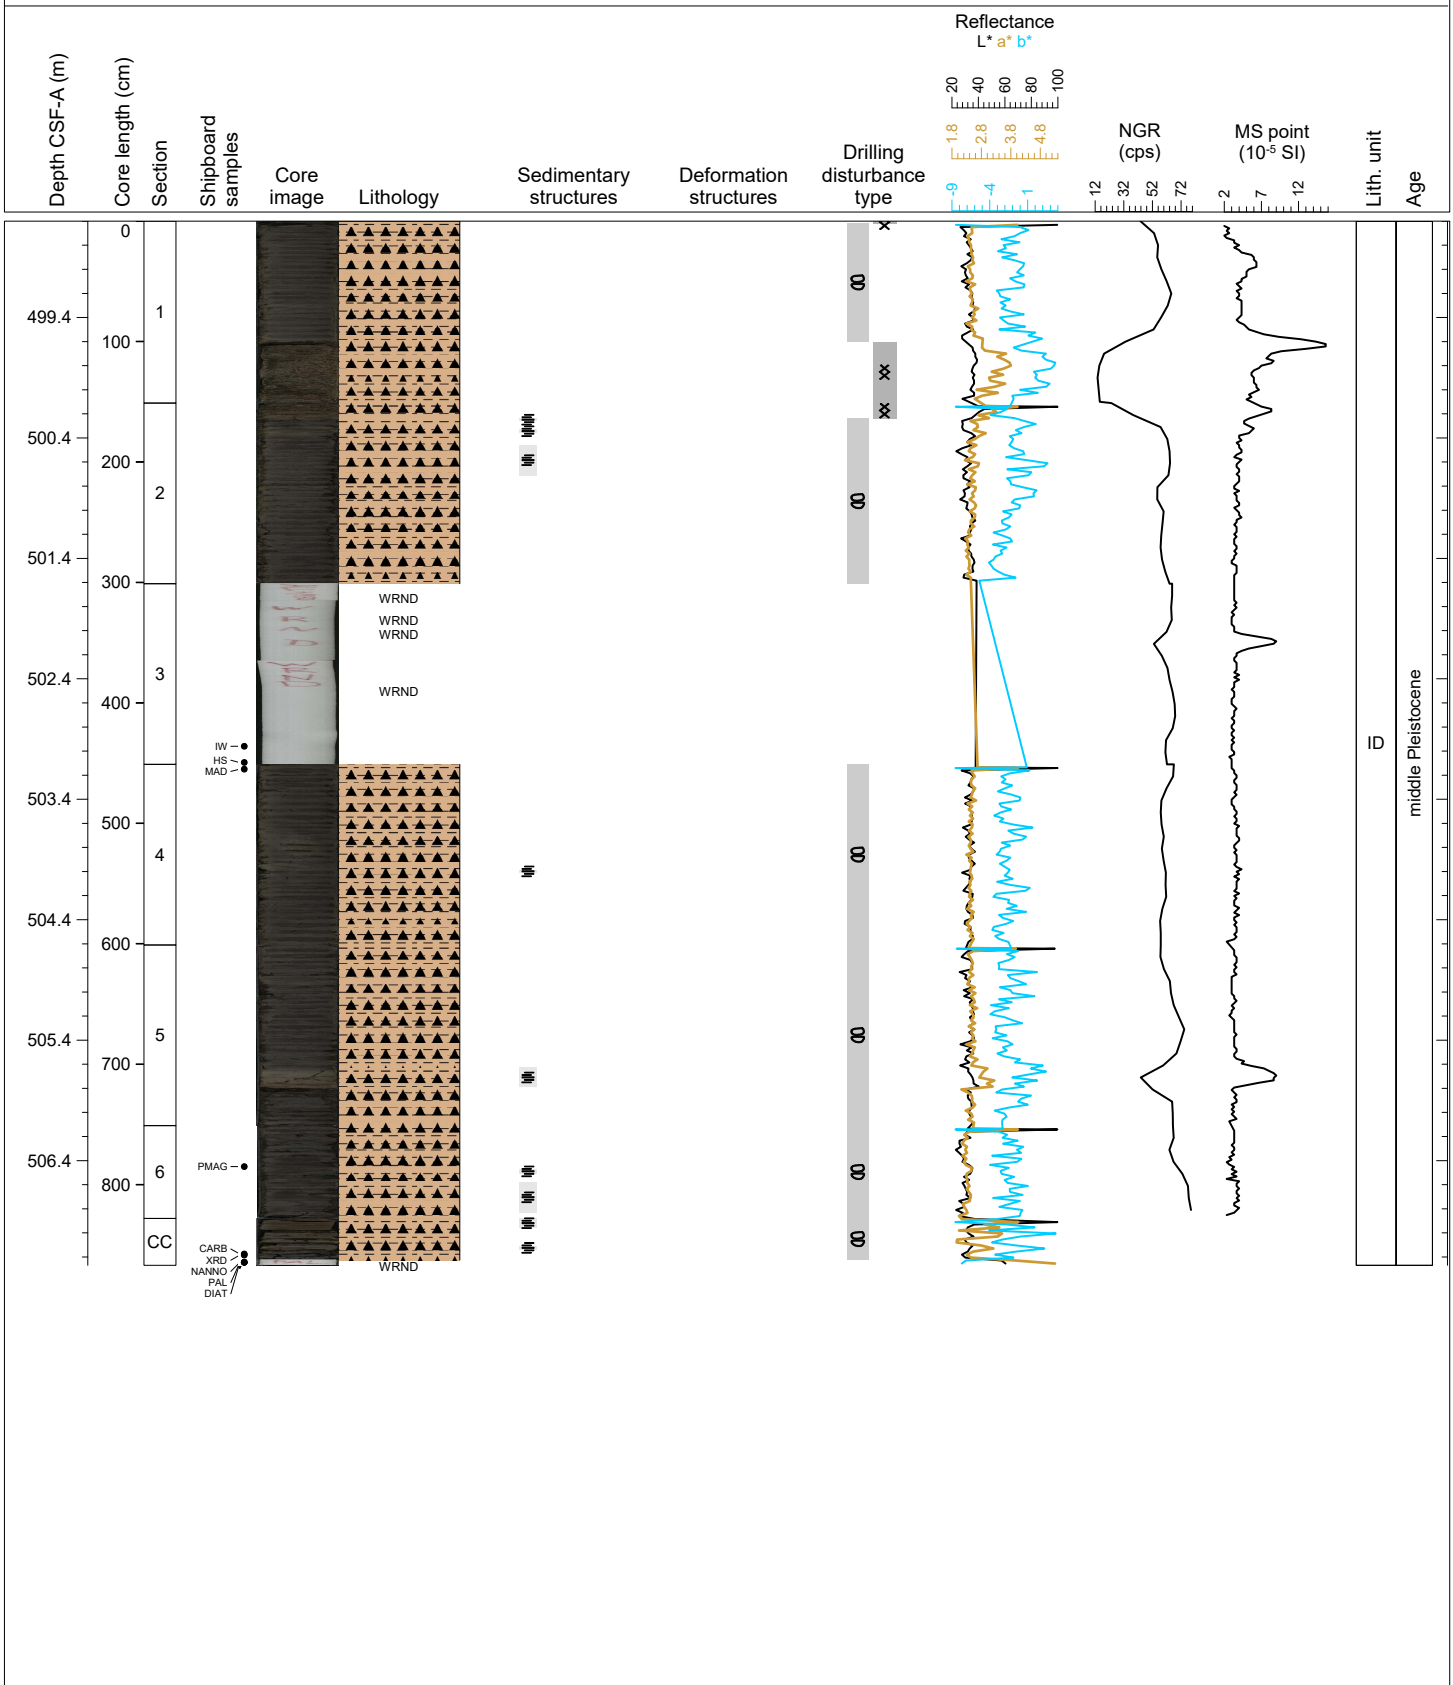 Depth CSF-A (m)
Core length (cm)
Section
Shipboard
samples
Core
image
Lithology
Sedimentary
structures
Deformation
structures
Drilling
disturbance
type
Reflectance
L* a* b*
20 40 60 80 100
1.8 2.8 3.8 4.8
-9 -4 1
NGR
(cps)
12 32 52 72
MS point
(10-5 SI)
2 7 12
Lith. unit
Age
0
1
499.4
100
500.4
200
2
501.4
300
WRND
WRND
WRND
3
502.4
WRND
400
IW
ID
middle Pleistocene
HS
MAD
503.4
500
4
504.4
600
5
505.4
700
506.4
PMAG
6
800
CC
CARB
XRD
WRND
NANNO
PAL
DIAT